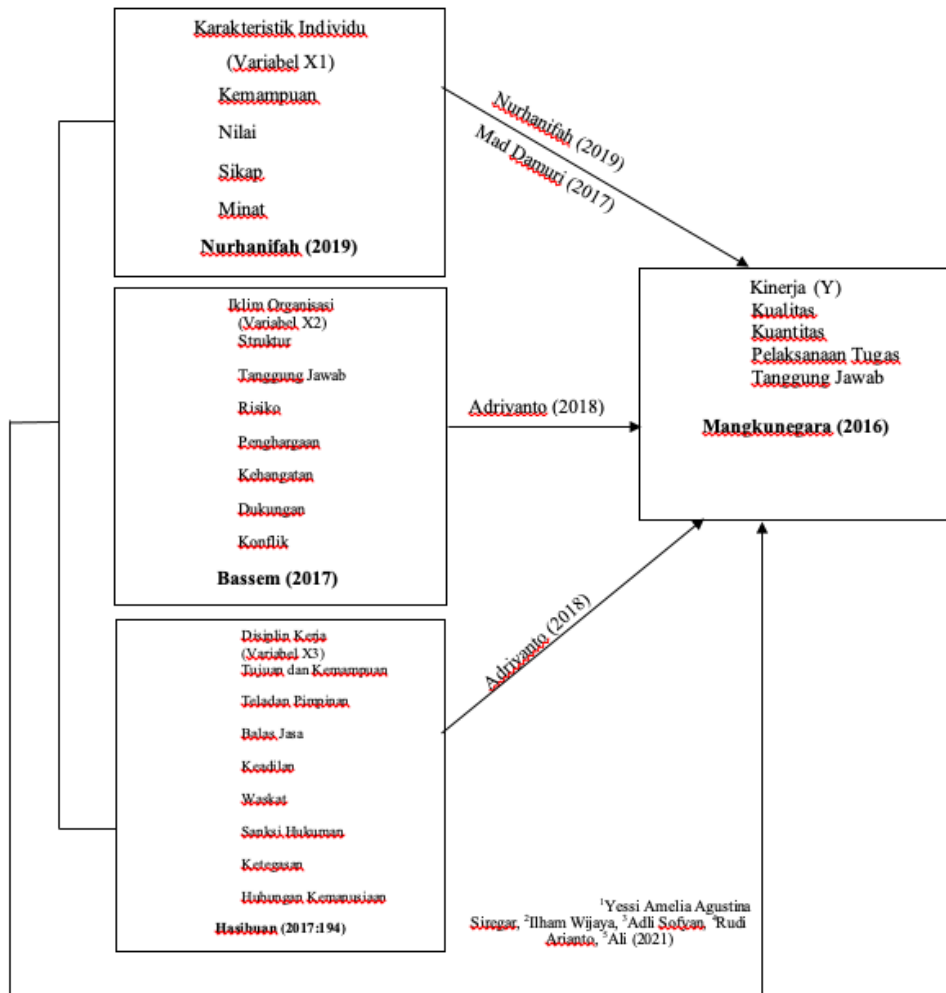 Karakteristik Individu
(Variabel X1)
Kemampuan
Nilai
Sikap
Minat
Nurhanifah (2019)
Nurhanifah (2019)
Mad Damuri (2017)
Iklim Organisasi
(Variabel X2)
Struktur
Tanggung Jawab
Risiko
Penghargaan
Kehangatan
Dukungan
Konflik
Bassem (2017)
Adriyanto (2018)
Kinerja (Y)
Kualitas
Kuantitas
Pelaksanaan Tugas
Tanggung Jawab
Mangkunegara (2016)
Disiplin Kerja
(Variabel X3)
Tujuan dan Kemampuan
Teladan Pimpinan
Balas Jasa
Keadilan
Waskat
Sanksi Hukuman
Ketegasan
Hubungan Kemanusiaan
Hasibuan (2017:194)
Adriyanto (2018)
¹Yessi Amelia Agustina
Siregar, ²Ilham Wijaya, ³Adli Sofyan, ⁴Rudi
Arianto, ⁵Ali (2021)